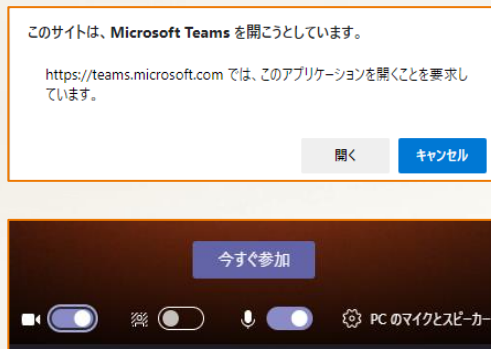 このサイトは、Microsoft Teams を開こうとしています。
https://teams.microsoft.com では、このアプリケーションを開くことを要求し
ています。
開く
キャンセル
今すぐ参加
PC のマイクとスピーカー